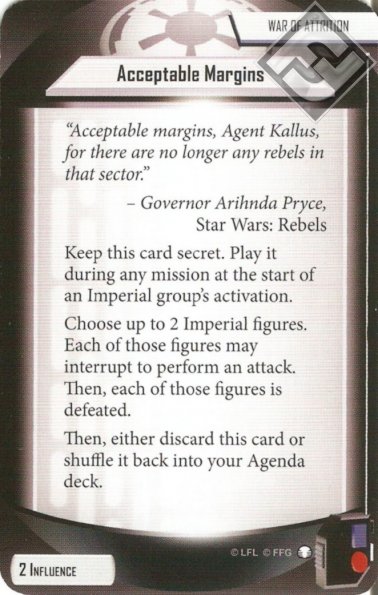 WAR OF ATTRITION
Acceptable Margins
“Acceptable margins, Agent Kallus,
for there are no longer any rebels in
that sector.”
– Governor Arihnda Pryce,
Star Wars: Rebels
Keep this card secret. Play it
during any mission at the start of
an Imperial group's activation.
Choose up to 2 Imperial figures.
Each of those figures may
interrupt to perform an attack.
Then, each of those figures is
defeated.
Then, either discard this card or
shuffle it back into your Agenda
deck.
© LFL © FFG
2 INFLUENCE